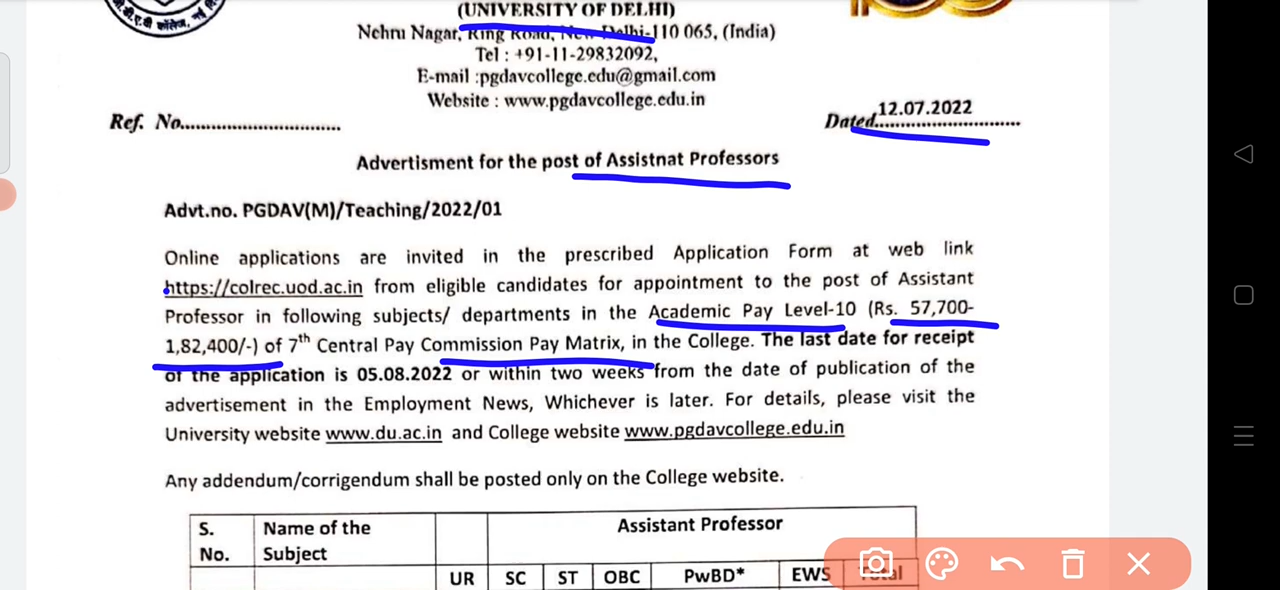 डी.ए.वी कॉलेज, नई
(UNIVERSITY OF DELHI)
Nehru Nagar, Ring Road, New Delhi-110 065, (India)
Tel : +91-11-29832092,
E-mail :pgdavcollege.edu@gmail.com
Website : www.pgdavcollege.edu.in
Ref. No..............................
12.07.2022
Dated...........................
Advertisment for the post of Assistnat Professors
Advt.no. PGDAV(M)/Teaching/2022/01
Online applications are invited in the prescribed Application Form at web link
https://colrec.uod.ac.in from eligible candidates for appointment to the post of Assistant
Professor in following subjects/ departments in the Academic Pay Level-10 (Rs. 57,700-
1,82,400/-) of 7th Central Pay Commission Pay Matrix, in the College. The last date for receipt
of the application is 05.08.2022 or within two weeks from the date of publication of the
advertisement in the Employment News, Whichever is later. For details, please visit the
University website www.du.ac.in and College website www.pgdavcollege.edu.in
Any addendum/corrigendum shall be posted only on the College website.
S. Name of the Assistant Professor
No. Subject
UR SC ST OBC PwBD* EWS Total